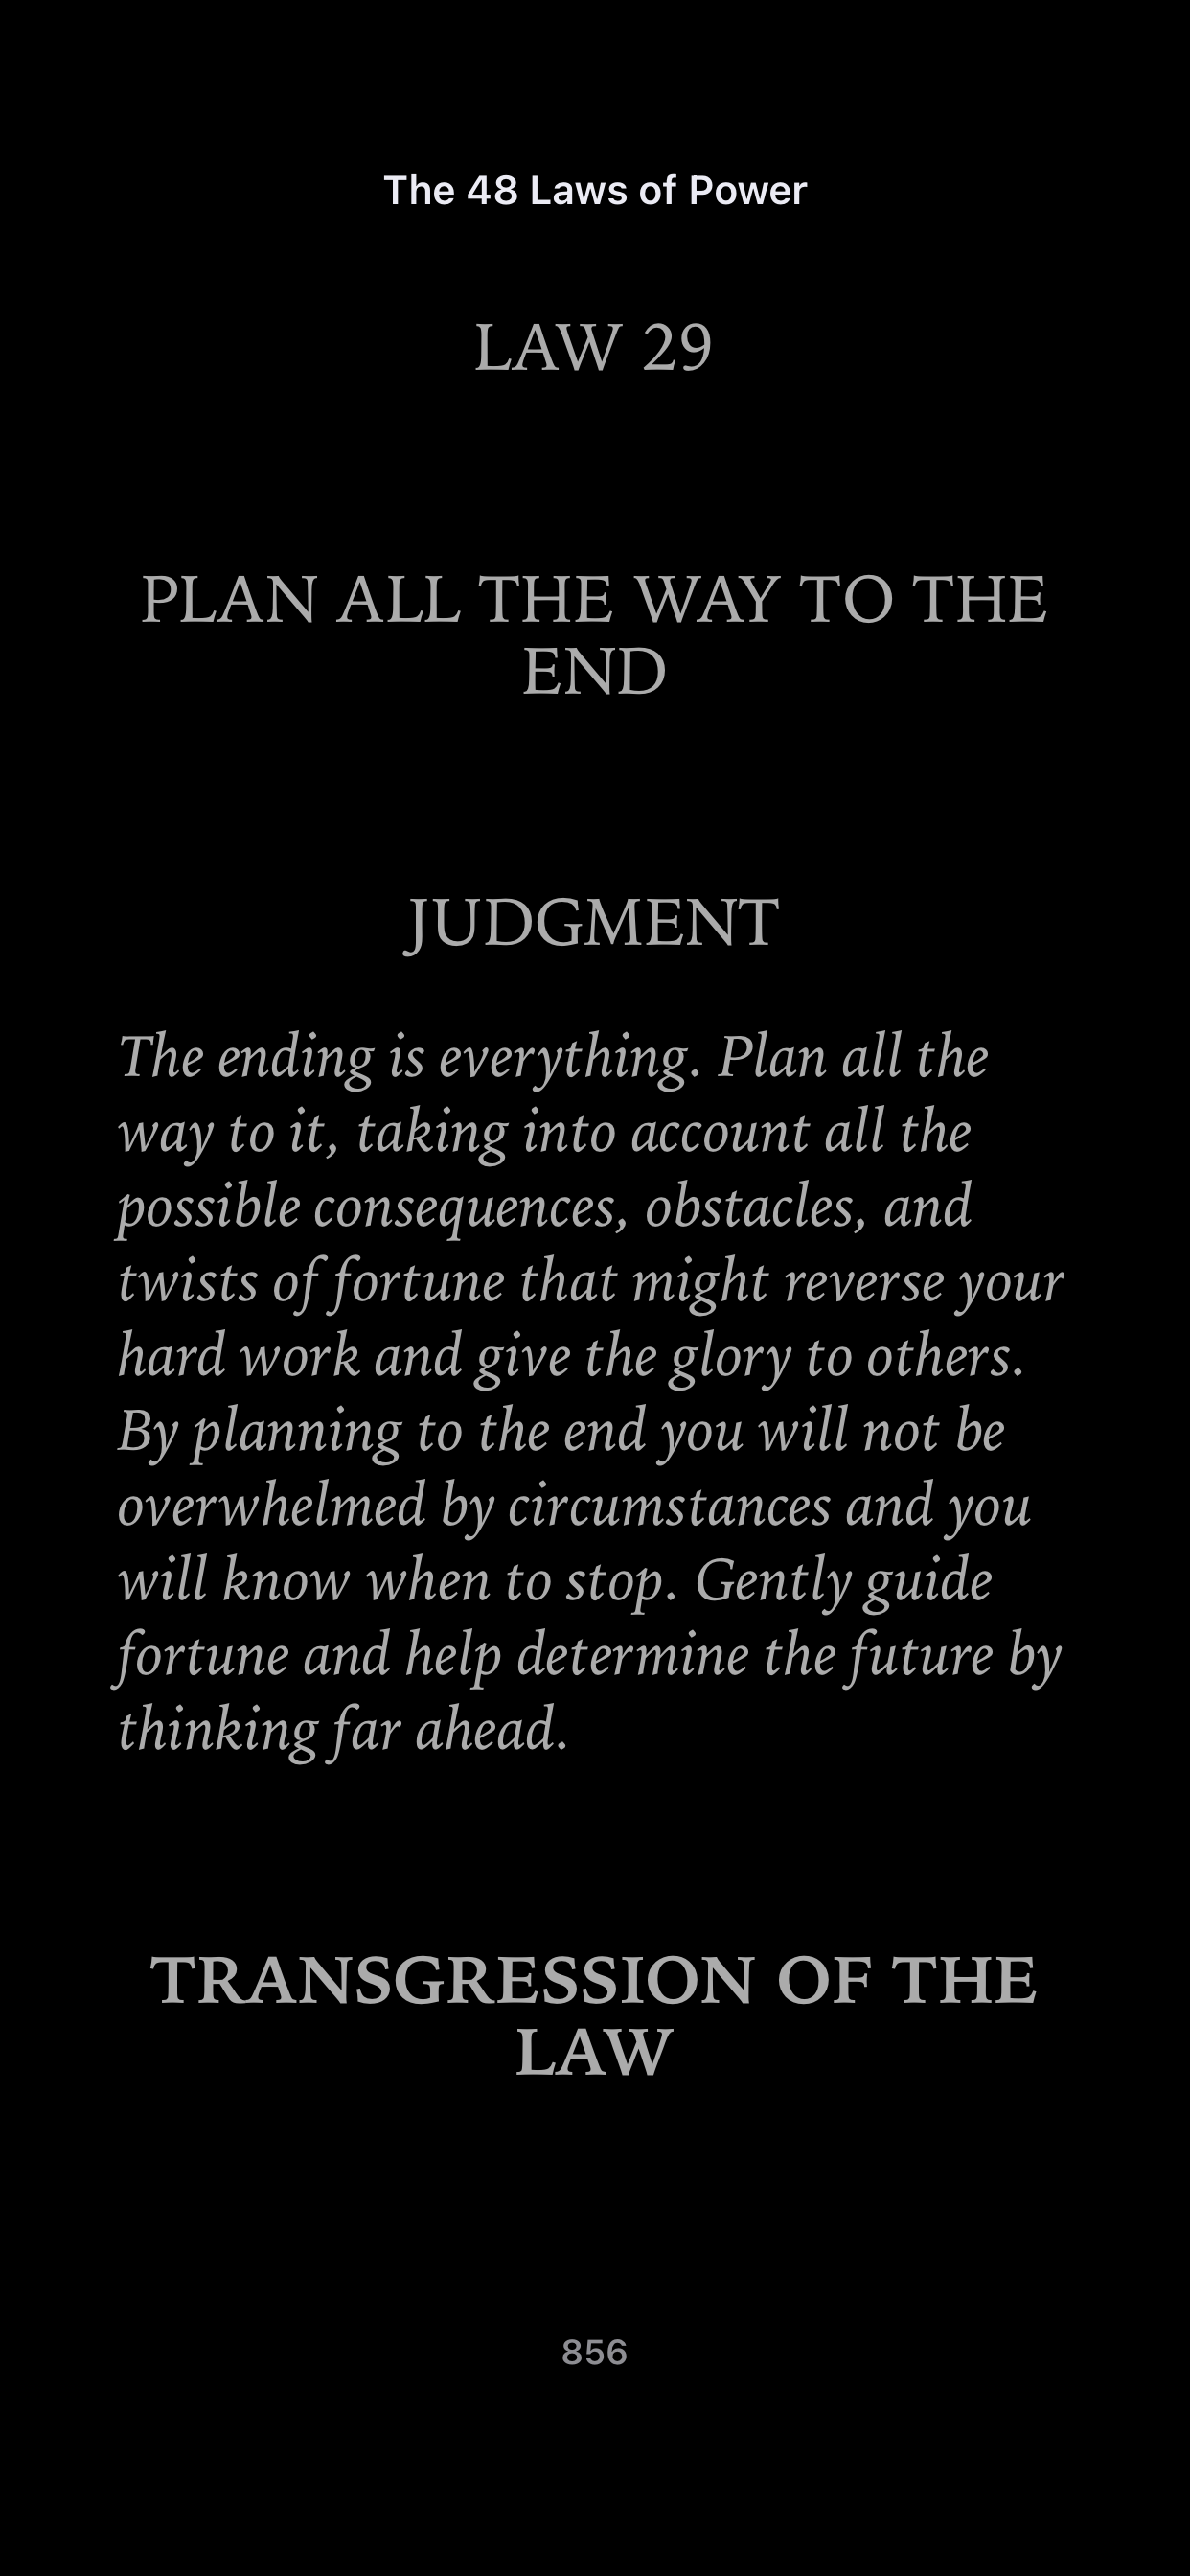 The 48 Laws of Power
LAW 29
PLAN ALL THE WAY TO THE
END
JUDGMENT
The ending is everything. Plan all the
way to it, taking into account all the
possible consequences, obstacles, and
twists of fortune that might reverse your
hard work and give the glory to others.
By planning to the end you will not be
overwhelmed by circumstances and you
will know when to stop. Gently guide
fortune and help determine the future by
thinking far ahead.
TRANSGRESSION OF THE
LAW
856